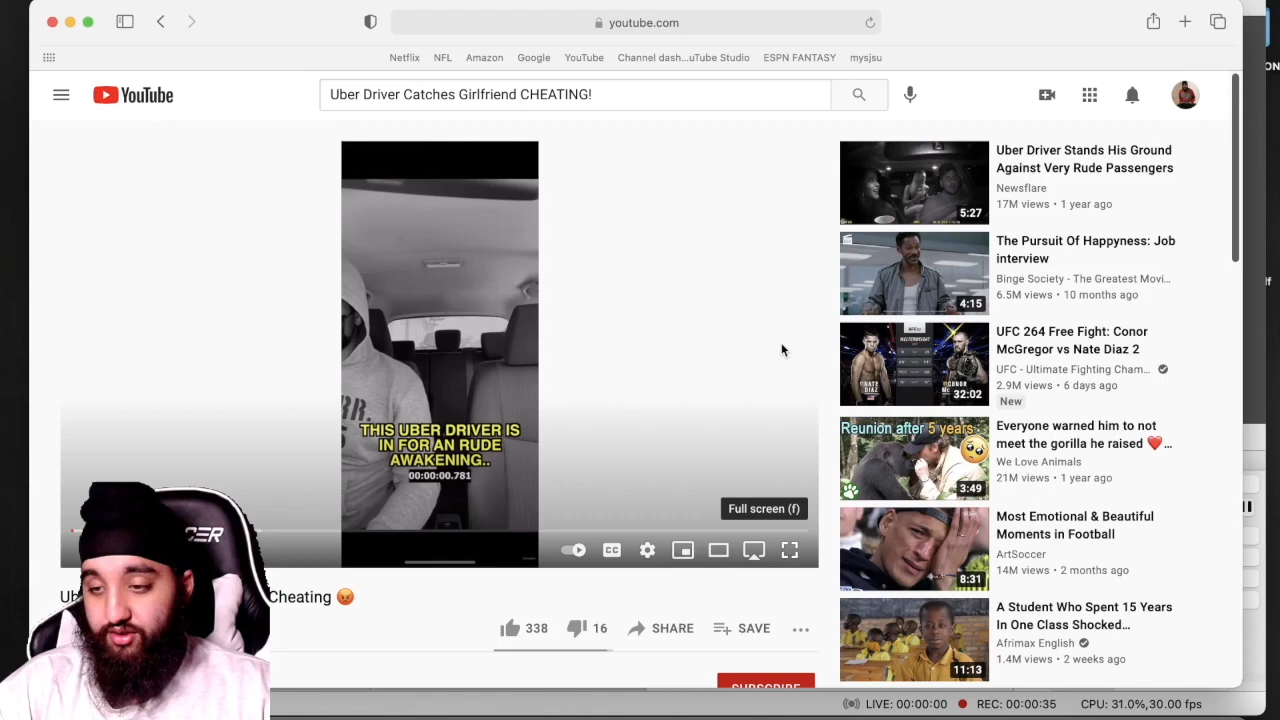 youtube.com
Netflix NFL Amazon Google YouTube Channel dash...uTube Studio ESPN FANTASY mysjsu
YouTube
Uber Driver Catches Girlfriend CHEATING!
THIS UBER DRIVER IS
IN FOR AN RUDE
AWAKENING..
00:00:00.781
Full screen (f)
CC
Cheating 😡
338
16
SHARE
SAVE
SUBSCRIBE
5:27
Uber Driver Stands His Ground
Against Very Rude Passengers
Newsflare
17M views • 1 year ago
4:15
The Pursuit Of Happyness: Job
interview
Binge Society - The Greatest Movi...
6.5M views • 10 months ago
NATE
DIAZ
CONOR
32:02
UFC 264 Free Fight: Conor
McGregor vs Nate Diaz 2
UFC - Ultimate Fighting Cham...
2.9M views • 6 days ago
New
Reunion after 5 years
3:49
Everyone warned him to not
meet the gorilla he raised ❤️...
We Love Animals
21M views • 1 year ago
8:31
Most Emotional & Beautiful
Moments in Football
ArtSoccer
14M views • 2 months ago
11:13
A Student Who Spent 15 Years
In One Class Shocked...
Afrimax English
1.4M views • 2 weeks ago
CER
LIVE: 00:00:00
REC: 00:00:35
CPU: 31.0%,30.00 fps